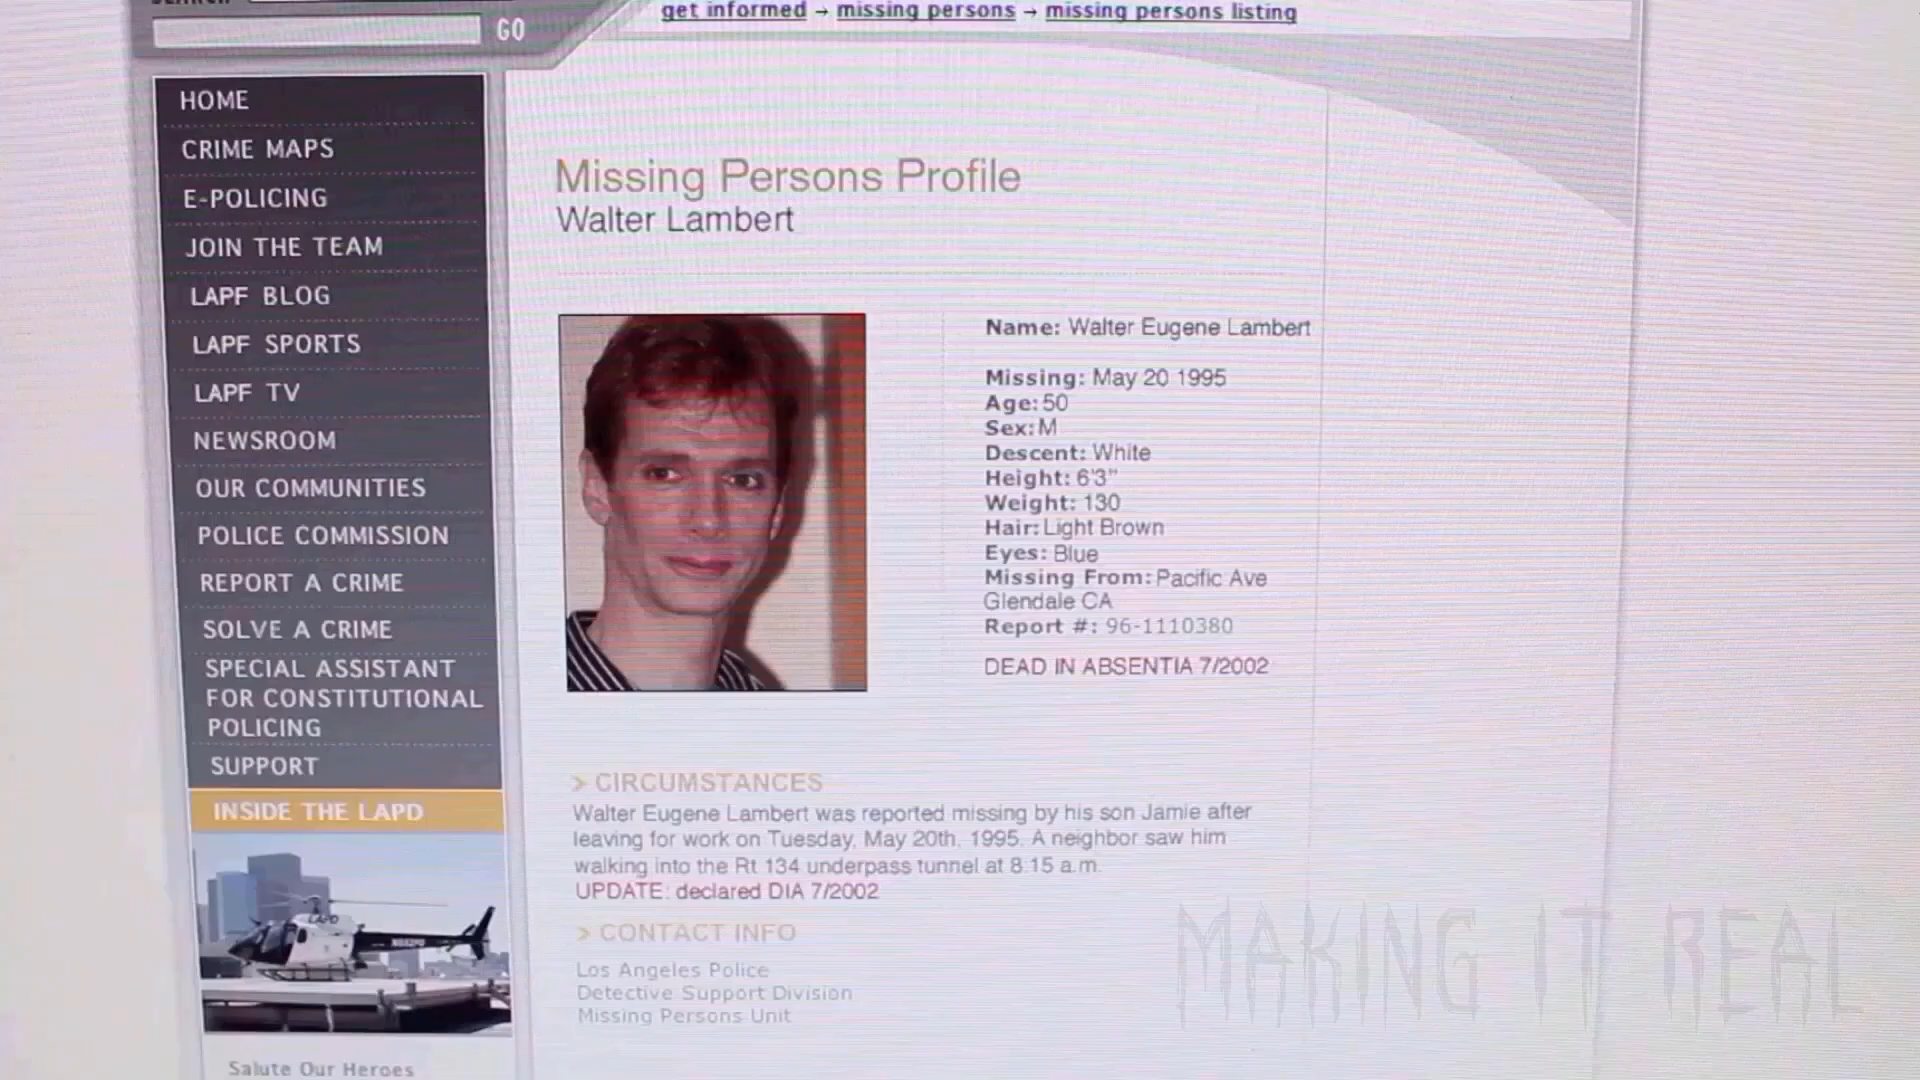 GO
get informed → missing persons → missing persons listing
HOME
CRIME MAPS
E-POLICING
JOIN THE TEAM
LAPF BLOG
LAPF SPORTS
LAPF TV
NEWSROOM
OUR COMMUNITIES
POLICE COMMISSION
REPORT A CRIME
SOLVE A CRIME
SPECIAL ASSISTANT
FOR CONSTITUTIONAL
POLICING
SUPPORT
INSIDE THE LAPD
LAPD
Salute Our Heroes
Missing Persons Profile
Walter Lambert
Name: Walter Eugene Lambert
Missing: May 20 1995
Age: 50
Sex: M
Descent: White
Height: 6'3"
Weight: 130
Hair: Light Brown
Eyes: Blue
Missing From: Pacific Ave
Glendale CA
Report #: 96-1110380
DEAD IN ABSENTIA 7/2002
> CIRCUMSTANCES
Walter Eugene Lambert was reported missing by his son Jamie after
leaving for work on Tuesday, May 20th, 1995. A neighbor saw him
walking into the Rt 134 underpass tunnel at 8:15 a.m.
UPDATE: declared DIA 7/2002
> CONTACT INFO
Los Angeles Police
Detective Support Division
Missing Persons Unit
MAKING IT REAL